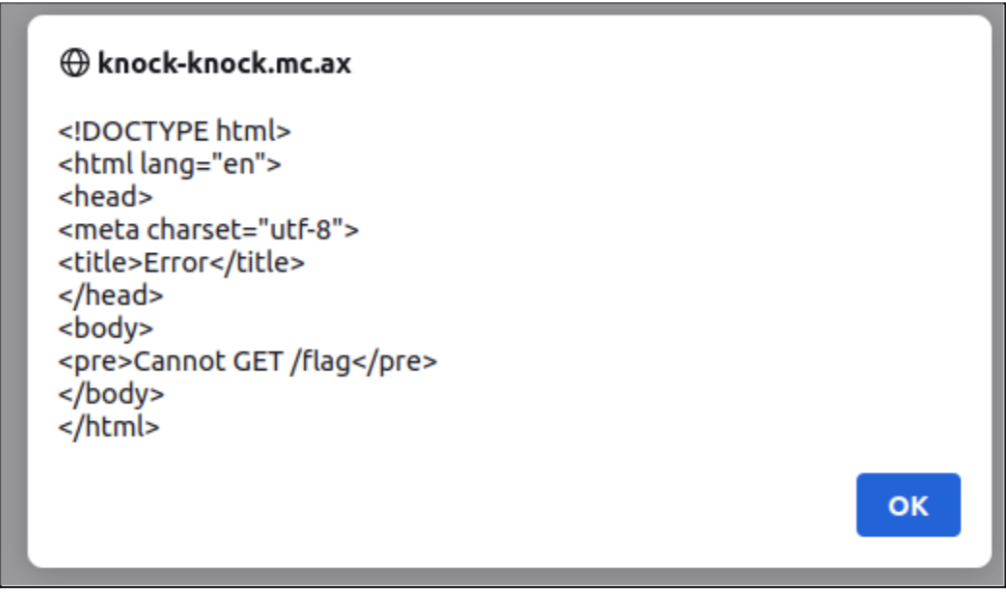 knock-knock.mc.ax
<!DOCTYPE html>
<html lang="en">
<head>
<meta charset="utf-8">
<title>Error</title>
</head>
<body>
<pre>Cannot GET /flag</pre>
</body>
</html>
OK